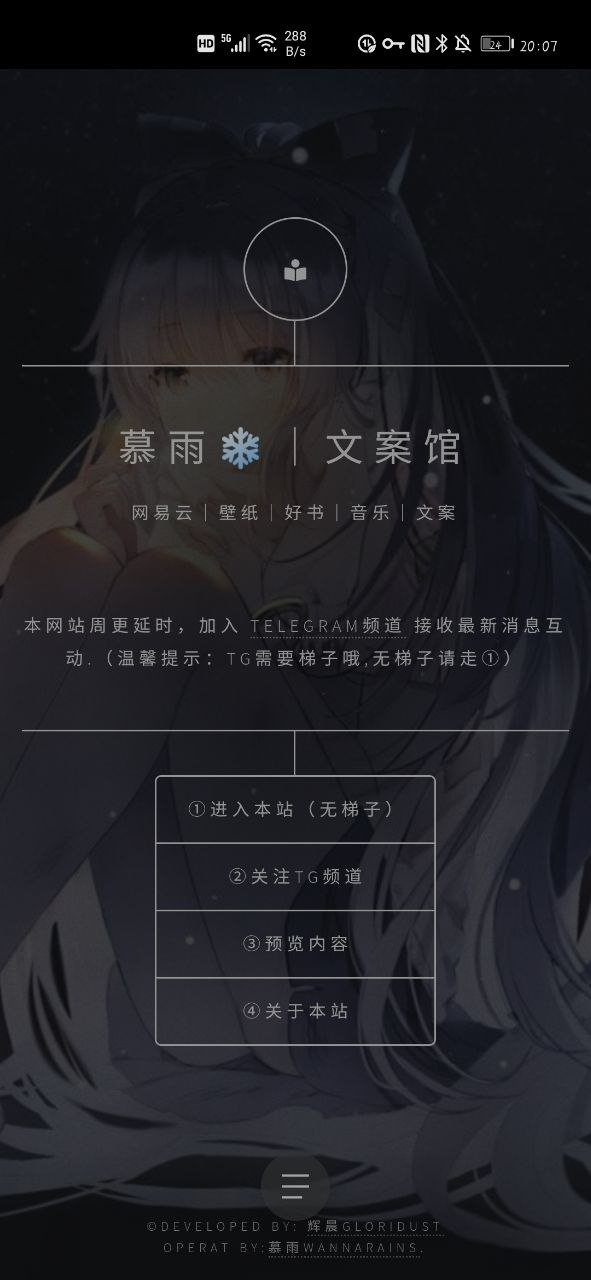 HD 5G 288 B/s 24 20:07
慕雨❄️｜文案馆
网易云｜壁纸｜好书｜音乐｜文案
本网站周更延时，加入 TELEGRAM频道 接收最新消息互
动.（温馨提示：TG需要梯子哦,无梯子请走①）
①进入本站（无梯子）
②关注TG频道
③预览内容
④关于本站
©DEVELOPED BY: 辉晨GLORIDUST
OPERAT BY:慕雨WANNARAINS.